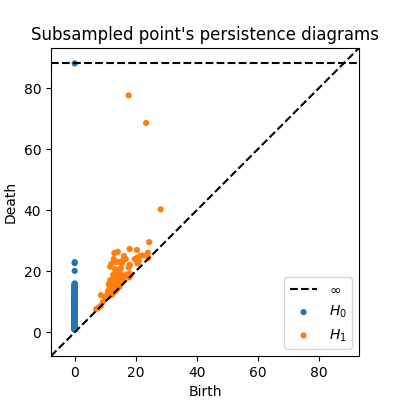 Subsampled point's persistence diagrams
Death
80
60
40
20
0
∞
H₀
H₁
0 20 40 60 80
Birth